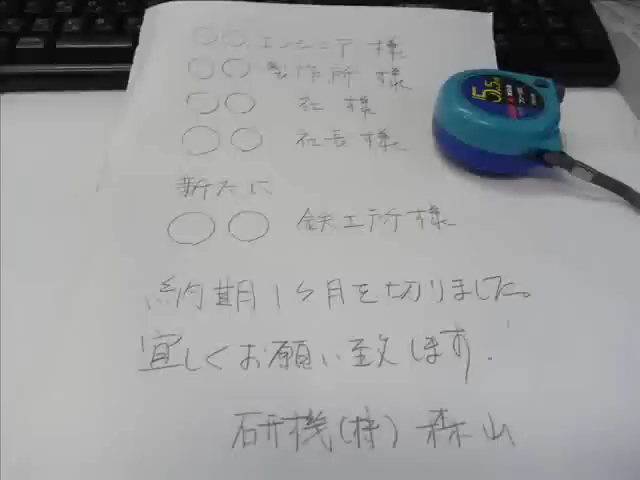 ○○エンジニア 様
○○製作所 様
○○ 社 様
○○ 社長様
新たに
○○ 鉄工所様
納期1ヶ月を切りました。
宜しくお願い致します.
研機(株) 森山
5.5m